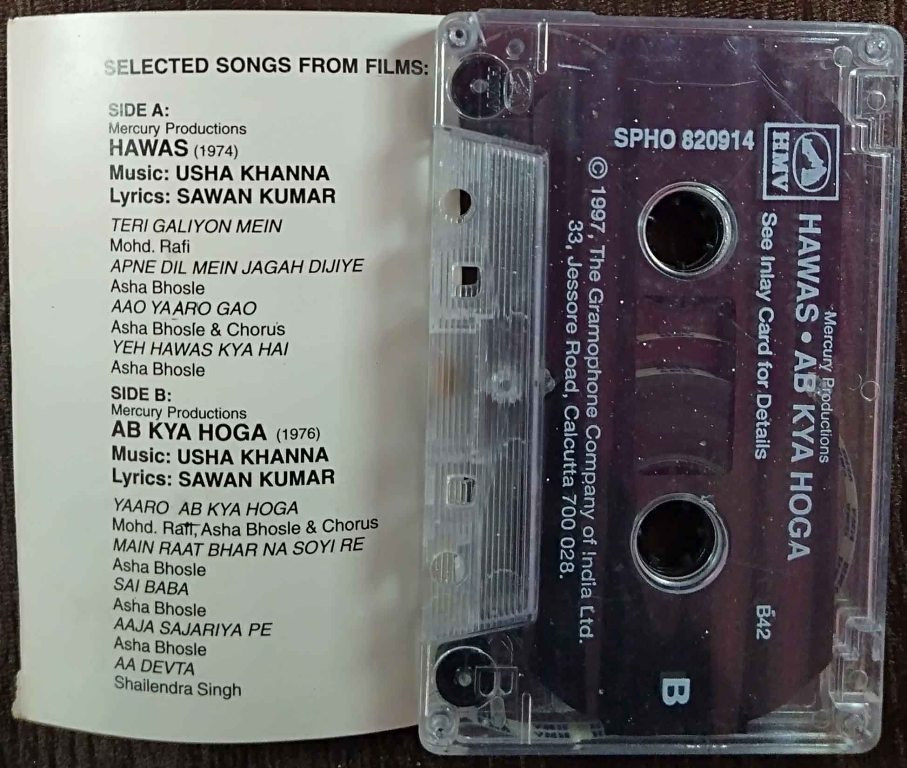 SELECTED SONGS FROM FILMS:
SIDE A:
Mercury Productions
HAWAS (1974)
Music: USHA KHANNA
Lyrics: SAWAN KUMAR
TERI GALIYON MEIN
Mohd. Rafi
APNE DIL MEIN JAGAH DIJIYE
Asha Bhosle
AAO YAARO GAO
Asha Bhosle & Chorus
YEH HAWAS KYA HAI
Asha Bhosle
SIDE B:
Mercury Productions
AB KYA HOGA (1976)
Music: USHA KHANNA
Lyrics: SAWAN KUMAR
YAARO AB KYA HOGA
Mohd. Rafi, Asha Bhosle & Chorus
MAIN RAAT BHAR NA SOYI RE
Asha Bhosle
SAI BABA
Asha Bhosle
AAJA SAJARIYA PE
Asha Bhosle
AA DEVTA
Shailendra Singh
SPHO 820914
HMV
Mercury Productions
HAWAS • AB KYA HOGA
See Inlay Card for Details
B42
© 1997, The Gramophone Company of India Ltd.
33, Jessore Road, Calcutta 700 028.
B